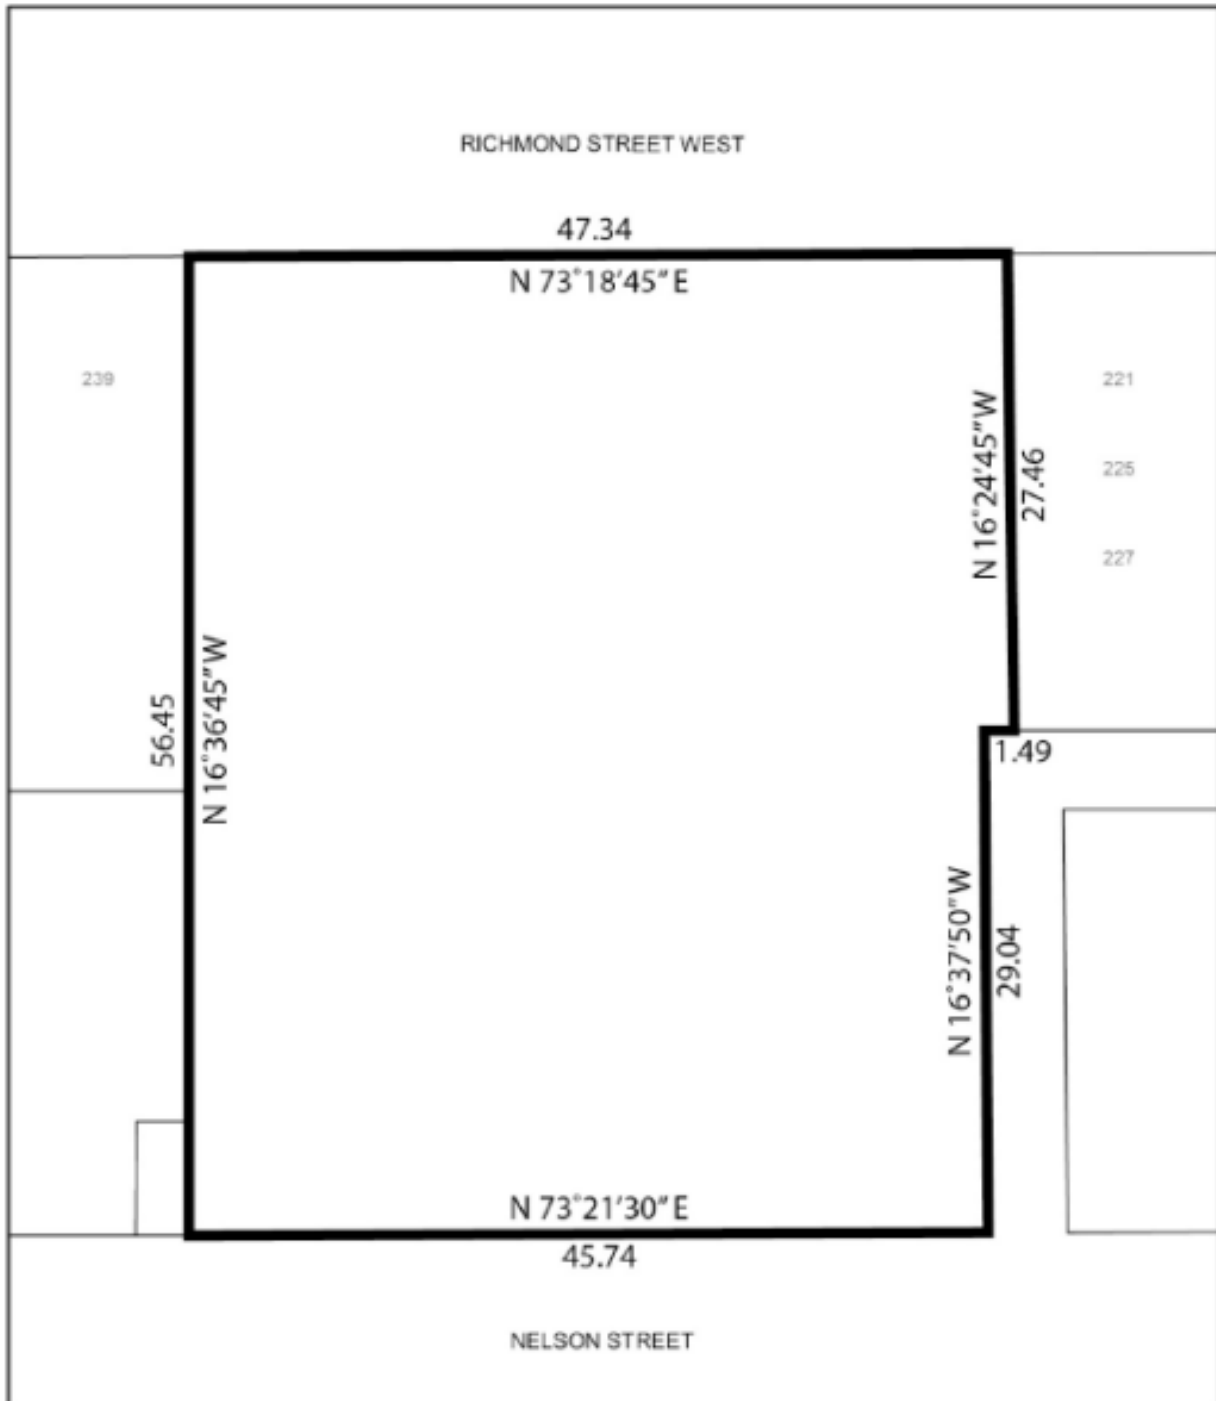 RICHMOND STREET WEST
47.34
N 73°18'45" E
239
221
N 16°24'45"W
27.46
225
227
56.45
N 16°36'45"W
1.49
N 16°37'50"W
29.04
N 73°21'30" E
45.74
NELSON STREET